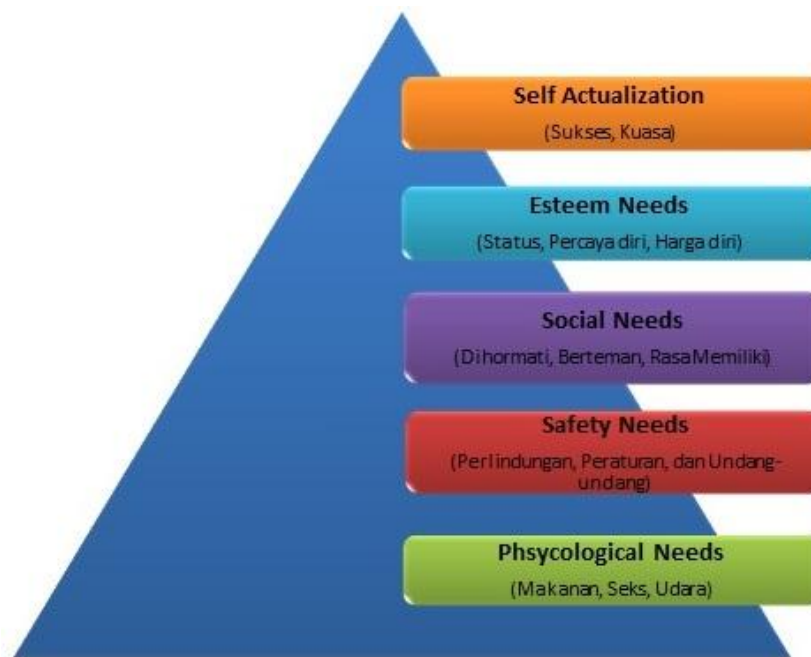 Self Actualization
(Sukses, Kuasa)
Esteem Needs
(Status, Percaya diri, Harga diri)
Social Needs
(Dihormati, Berteman, Rasa Memiliki)
Safety Needs
(Perlindungan, Peraturan, dan Undang-
undang)
Phsycological Needs
(Makanan, Seks, Udara)